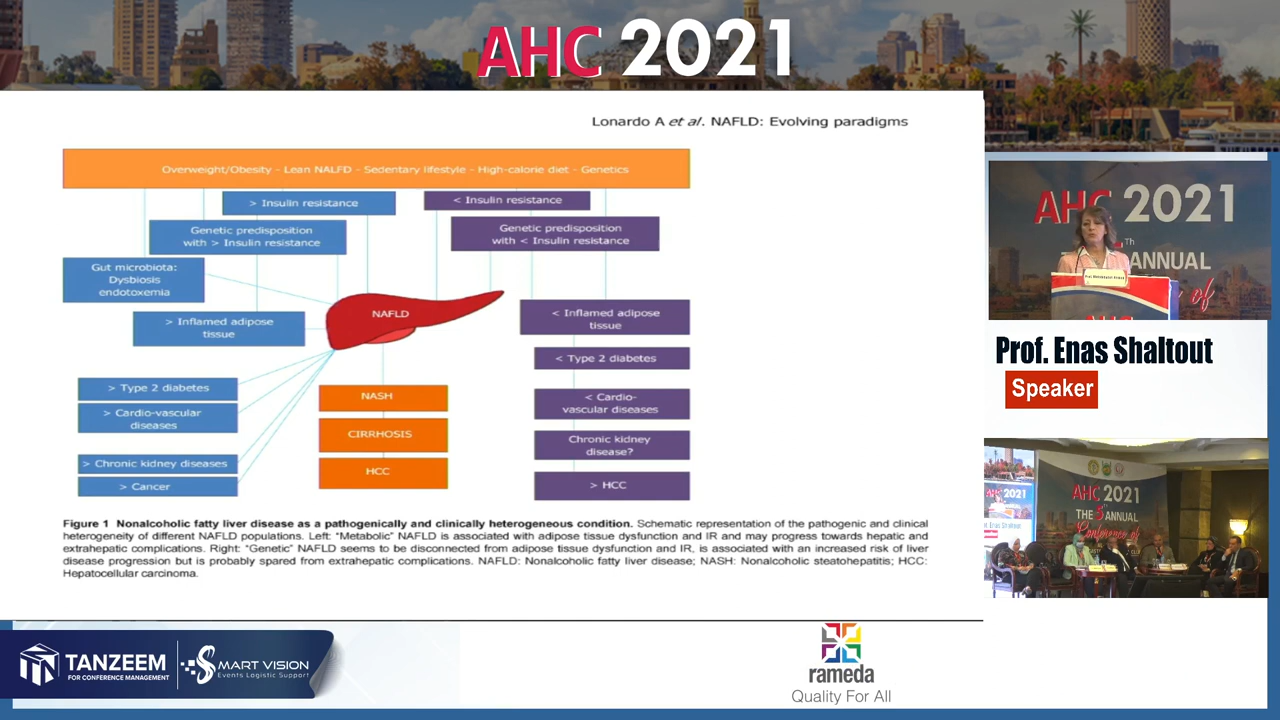 AHC 2021
Lonardo A et al. NAFLD: Evolving paradigms
Overweight/Obesity - Lean NALFD - Sedentary lifestyle - High-calorie diet - Genetics
> Insulin resistance
< Insulin resistance
Genetic predisposition
with > Insulin resistance
Genetic predisposition
with < Insulin resistance
Gut microbiota:
Dysbiosis
endotoxemia
NAFLD
> Inflamed adipose
tissue
< Inflamed adipose
tissue
< Type 2 diabetes
> Type 2 diabetes
NASH
< Cardio-
vascular diseases
> Cardio-vascular
diseases
CIRRHOSIS
Chronic kidney
disease?
> Chronic kidney diseases
HCC
> Cancer
> HCC
Figure 1 Nonalcoholic fatty liver disease as a pathogenically and clinically heterogeneous condition. Schematic representation of the pathogenic and clinical
heterogeneity of different NAFLD populations. Left: "Metabolic" NAFLD is associated with adipose tissue dysfunction and IR and may progress towards hepatic and
extrahepatic complications. Right: "Genetic" NAFLD seems to be disconnected from adipose tissue dysfunction and IR, is associated with an increased risk of liver
disease progression but is probably spared from extrahepatic complications. NAFLD: Nonalcoholic fatty liver disease; NASH: Nonalcoholic steatohepatitis; HCC:
Hepatocellular carcinoma.
AHC 2021
Th
ANNUAL
of
AHC
Prof. Enas Shaltout
Speaker
AHC 2021
AHC 2021
THE 5 ANNUAL
Conference of
TANZEEM
FOR CONFERENCE MANAGEMENT
SMART VISION
Events Logistic Support
rameda
Quality For All